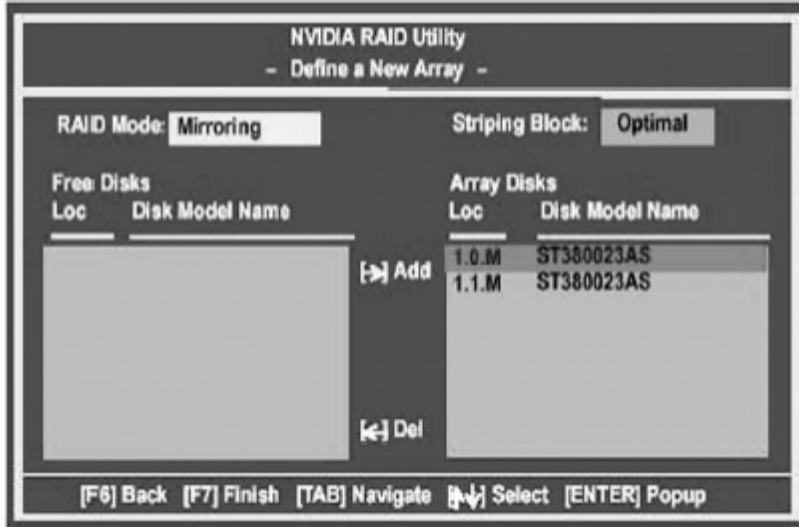 NVIDIA RAID Utility
- Define a New Array -
RAID Mode: Mirroring
Striping Block: Optimal
Free Disks
Loc Disk Model Name
[→] Add
[←] Del
Array Disks
Loc Disk Model Name
1.0.M ST380023AS
1.1.M ST380023AS
[F6] Back [F7] Finish [TAB] Navigate [↑↓] Select [ENTER] Popup